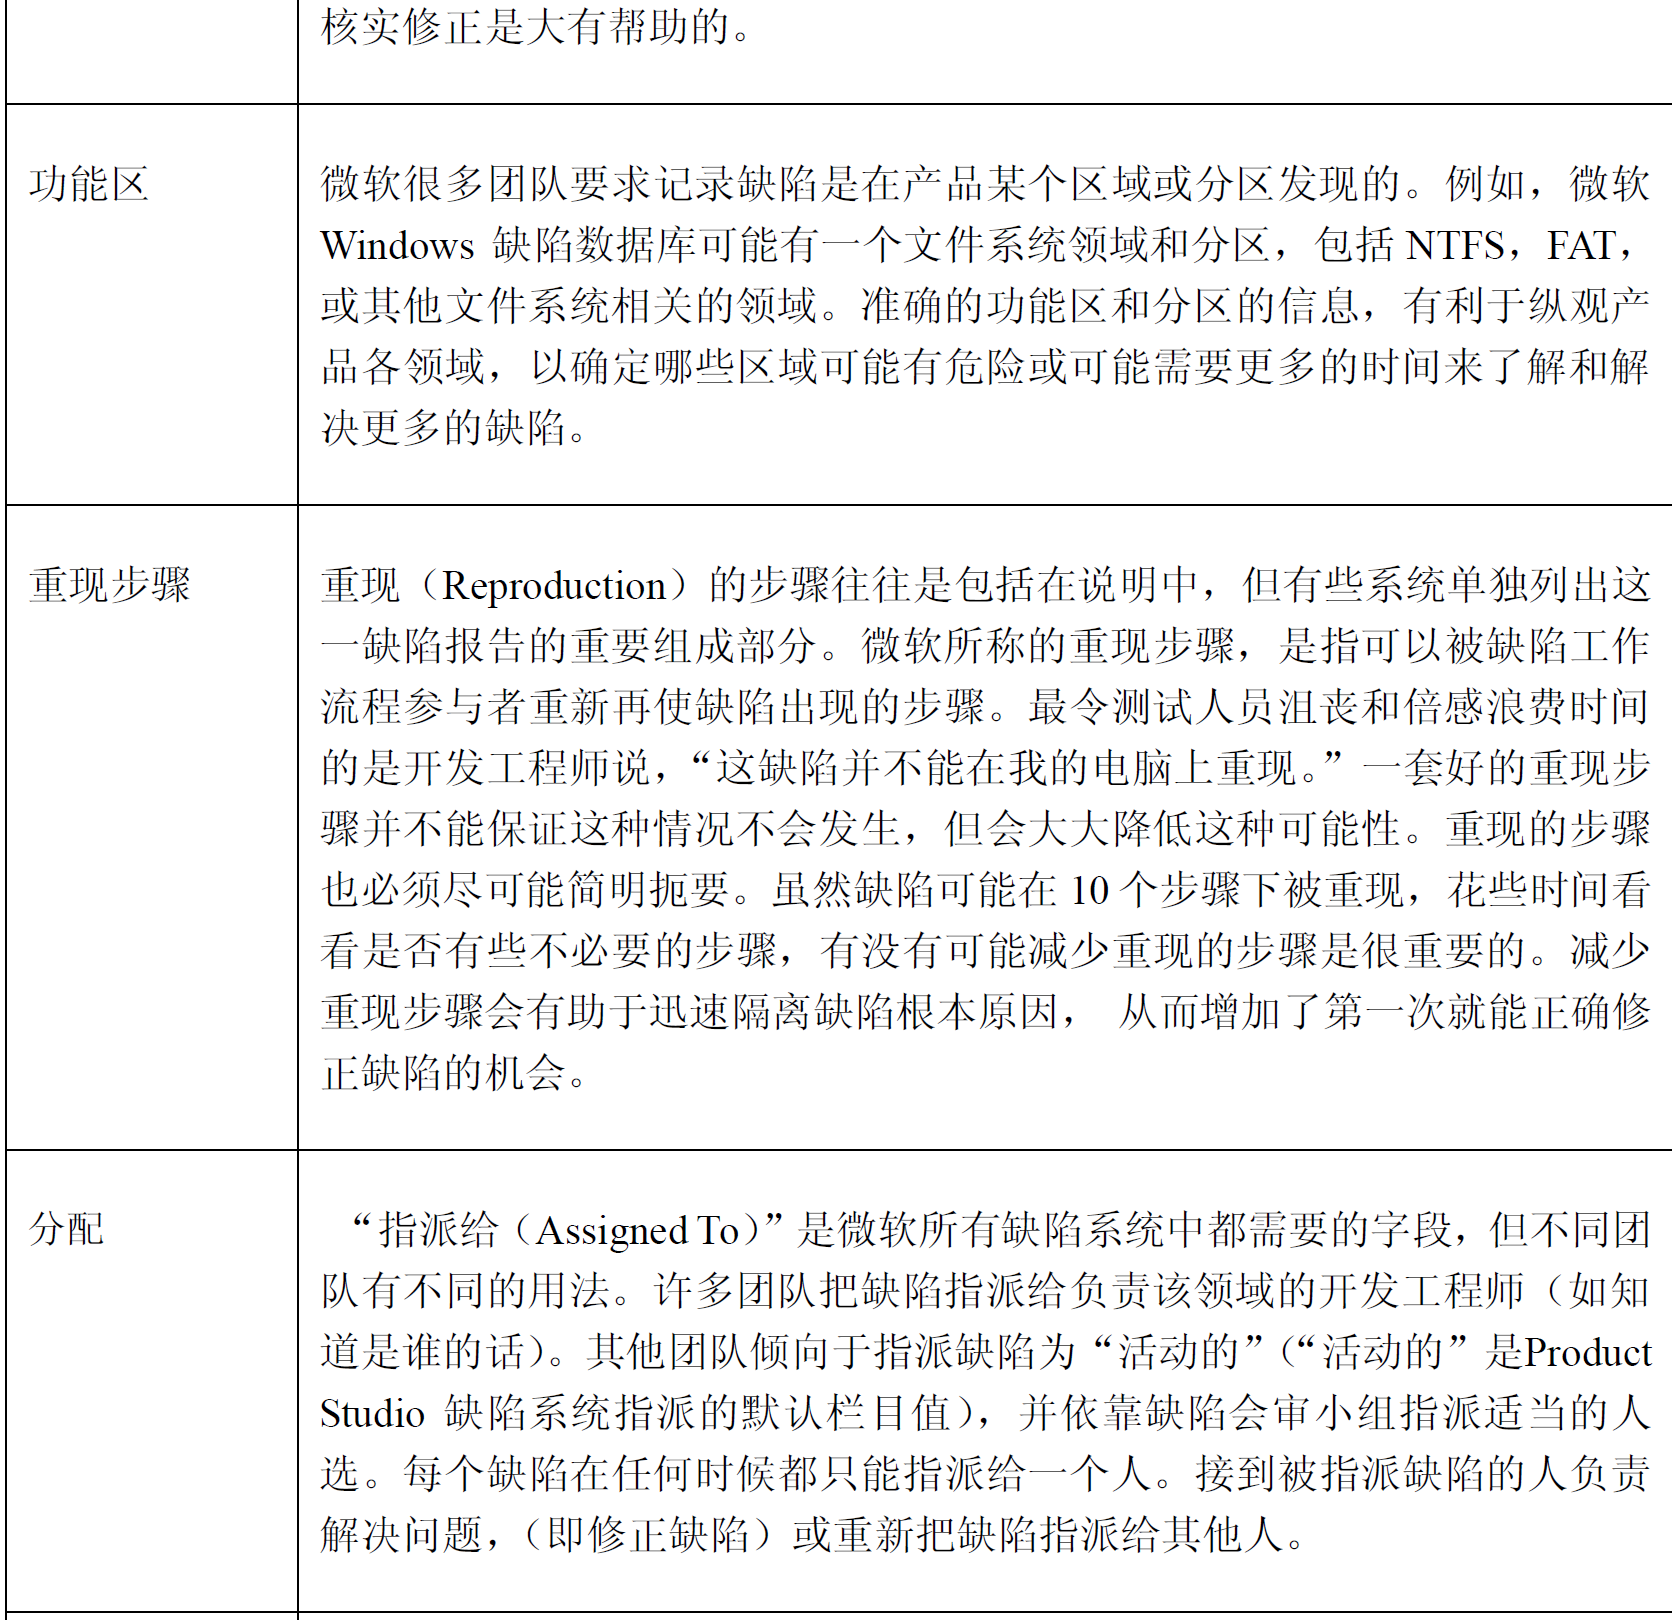 核实修正是大有帮助的。
功能区
微软很多团队要求记录缺陷是在产品某个区域或分区发现的。例如，微软
Windows 缺陷数据库可能有一个文件系统领域和分区，包括 NTFS，FAT，
或其他文件系统相关的领域。准确的功能区和分区的信息，有利于纵观产
品各领域，以确定哪些区域可能有危险或可能需要更多的时间来了解和解
决更多的缺陷。
重现步骤
重现（Reproduction）的步骤往往是包括在说明中，但有些系统单独列出这
一缺陷报告的重要组成部分。微软所称的重现步骤，是指可以被缺陷工作
流程参与者重新再使缺陷出现的步骤。最令测试人员沮丧和倍感浪费时间
的是开发工程师说，“这缺陷并不能在我的电脑上重现。”一套好的重现步
骤并不能保证这种情况不会发生，但会大大降低这种可能性。重现的步骤
也必须尽可能简明扼要。虽然缺陷可能在 10 个步骤下被重现，花些时间看
看是否有些不必要的步骤，有没有可能减少重现的步骤是很重要的。减少
重现步骤会有助于迅速隔离缺陷根本原因， 从而增加了第一次就能正确修
正缺陷的机会。
分配
“指派给（Assigned To）”是微软所有缺陷系统中都需要的字段，但不同团
队有不同的用法。许多团队把缺陷指派给负责该领域的开发工程师（如知
道是谁的话）。其他团队倾向于指派缺陷为“活动的”（“活动的”是Product
Studio 缺陷系统指派的默认栏目值），并依靠缺陷会审小组指派适当的人
选。每个缺陷在任何时候都只能指派给一个人。接到被指派缺陷的人负责
解决问题，（即修正缺陷）或重新把缺陷指派给其他人。